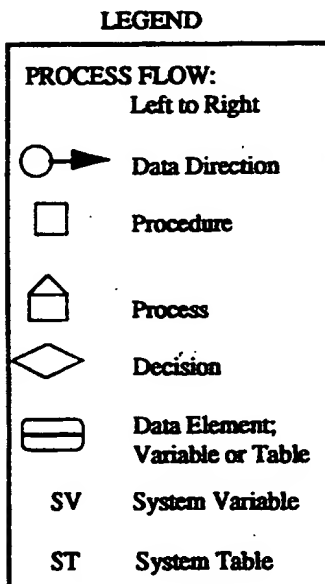 LEGEND
PROCESS FLOW:
Left to Right
Data Direction
Procedure
Process
Decision
Data Element;
Variable or Table
SV System Variable
ST System Table